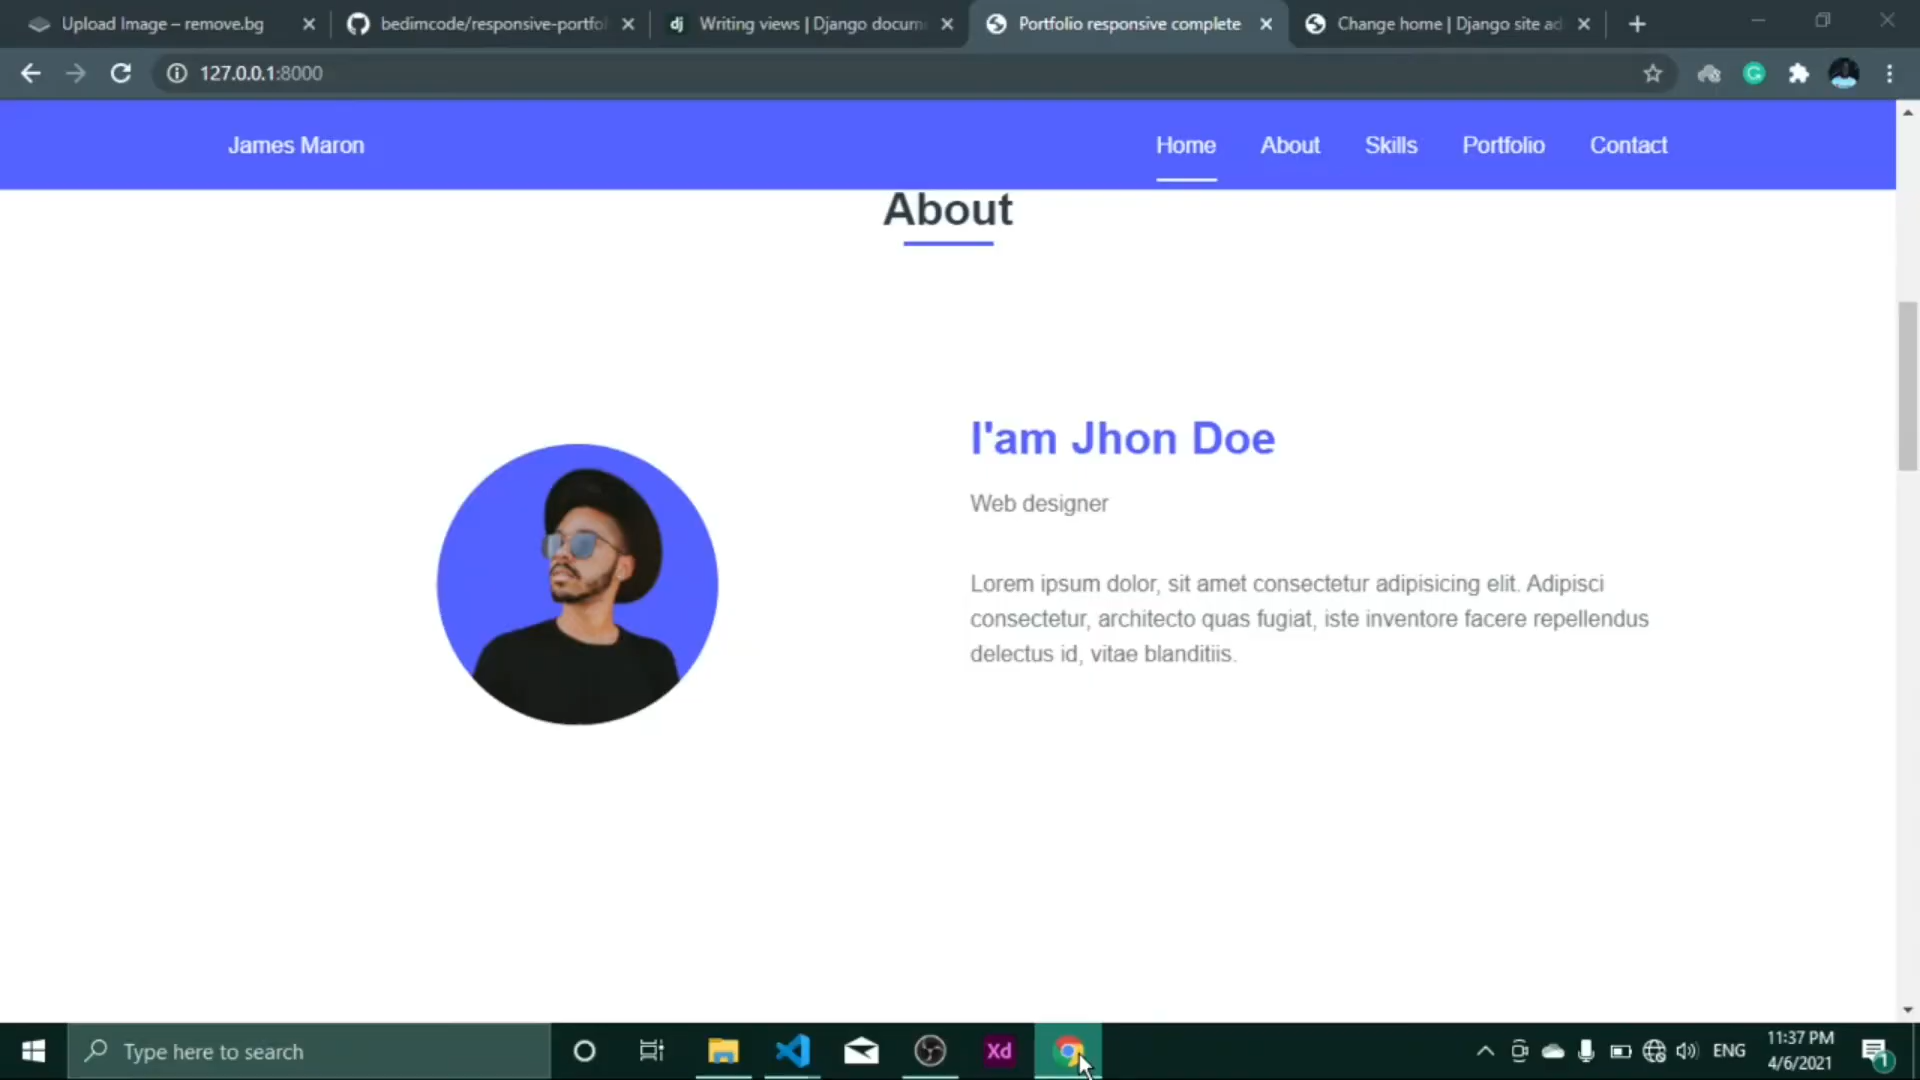 Upload Image – remove.bg
bedimcode/responsive-portfol
dj
Writing views | Django docum
Portfolio responsive complete
Change home | Django site ad
127.0.0.1:8000
G
James Maron
Home
About
Skills
Portfolio
Contact
About
I'am Jhon Doe
Web designer
Lorem ipsum dolor, sit amet consectetur adipisicing elit. Adipisci
consectetur, architecto quas fugiat, iste inventore facere repellendus
delectus id, vitae blanditiis.
Type here to search
Xd
ENG
11:37 PM
4/6/2021
1